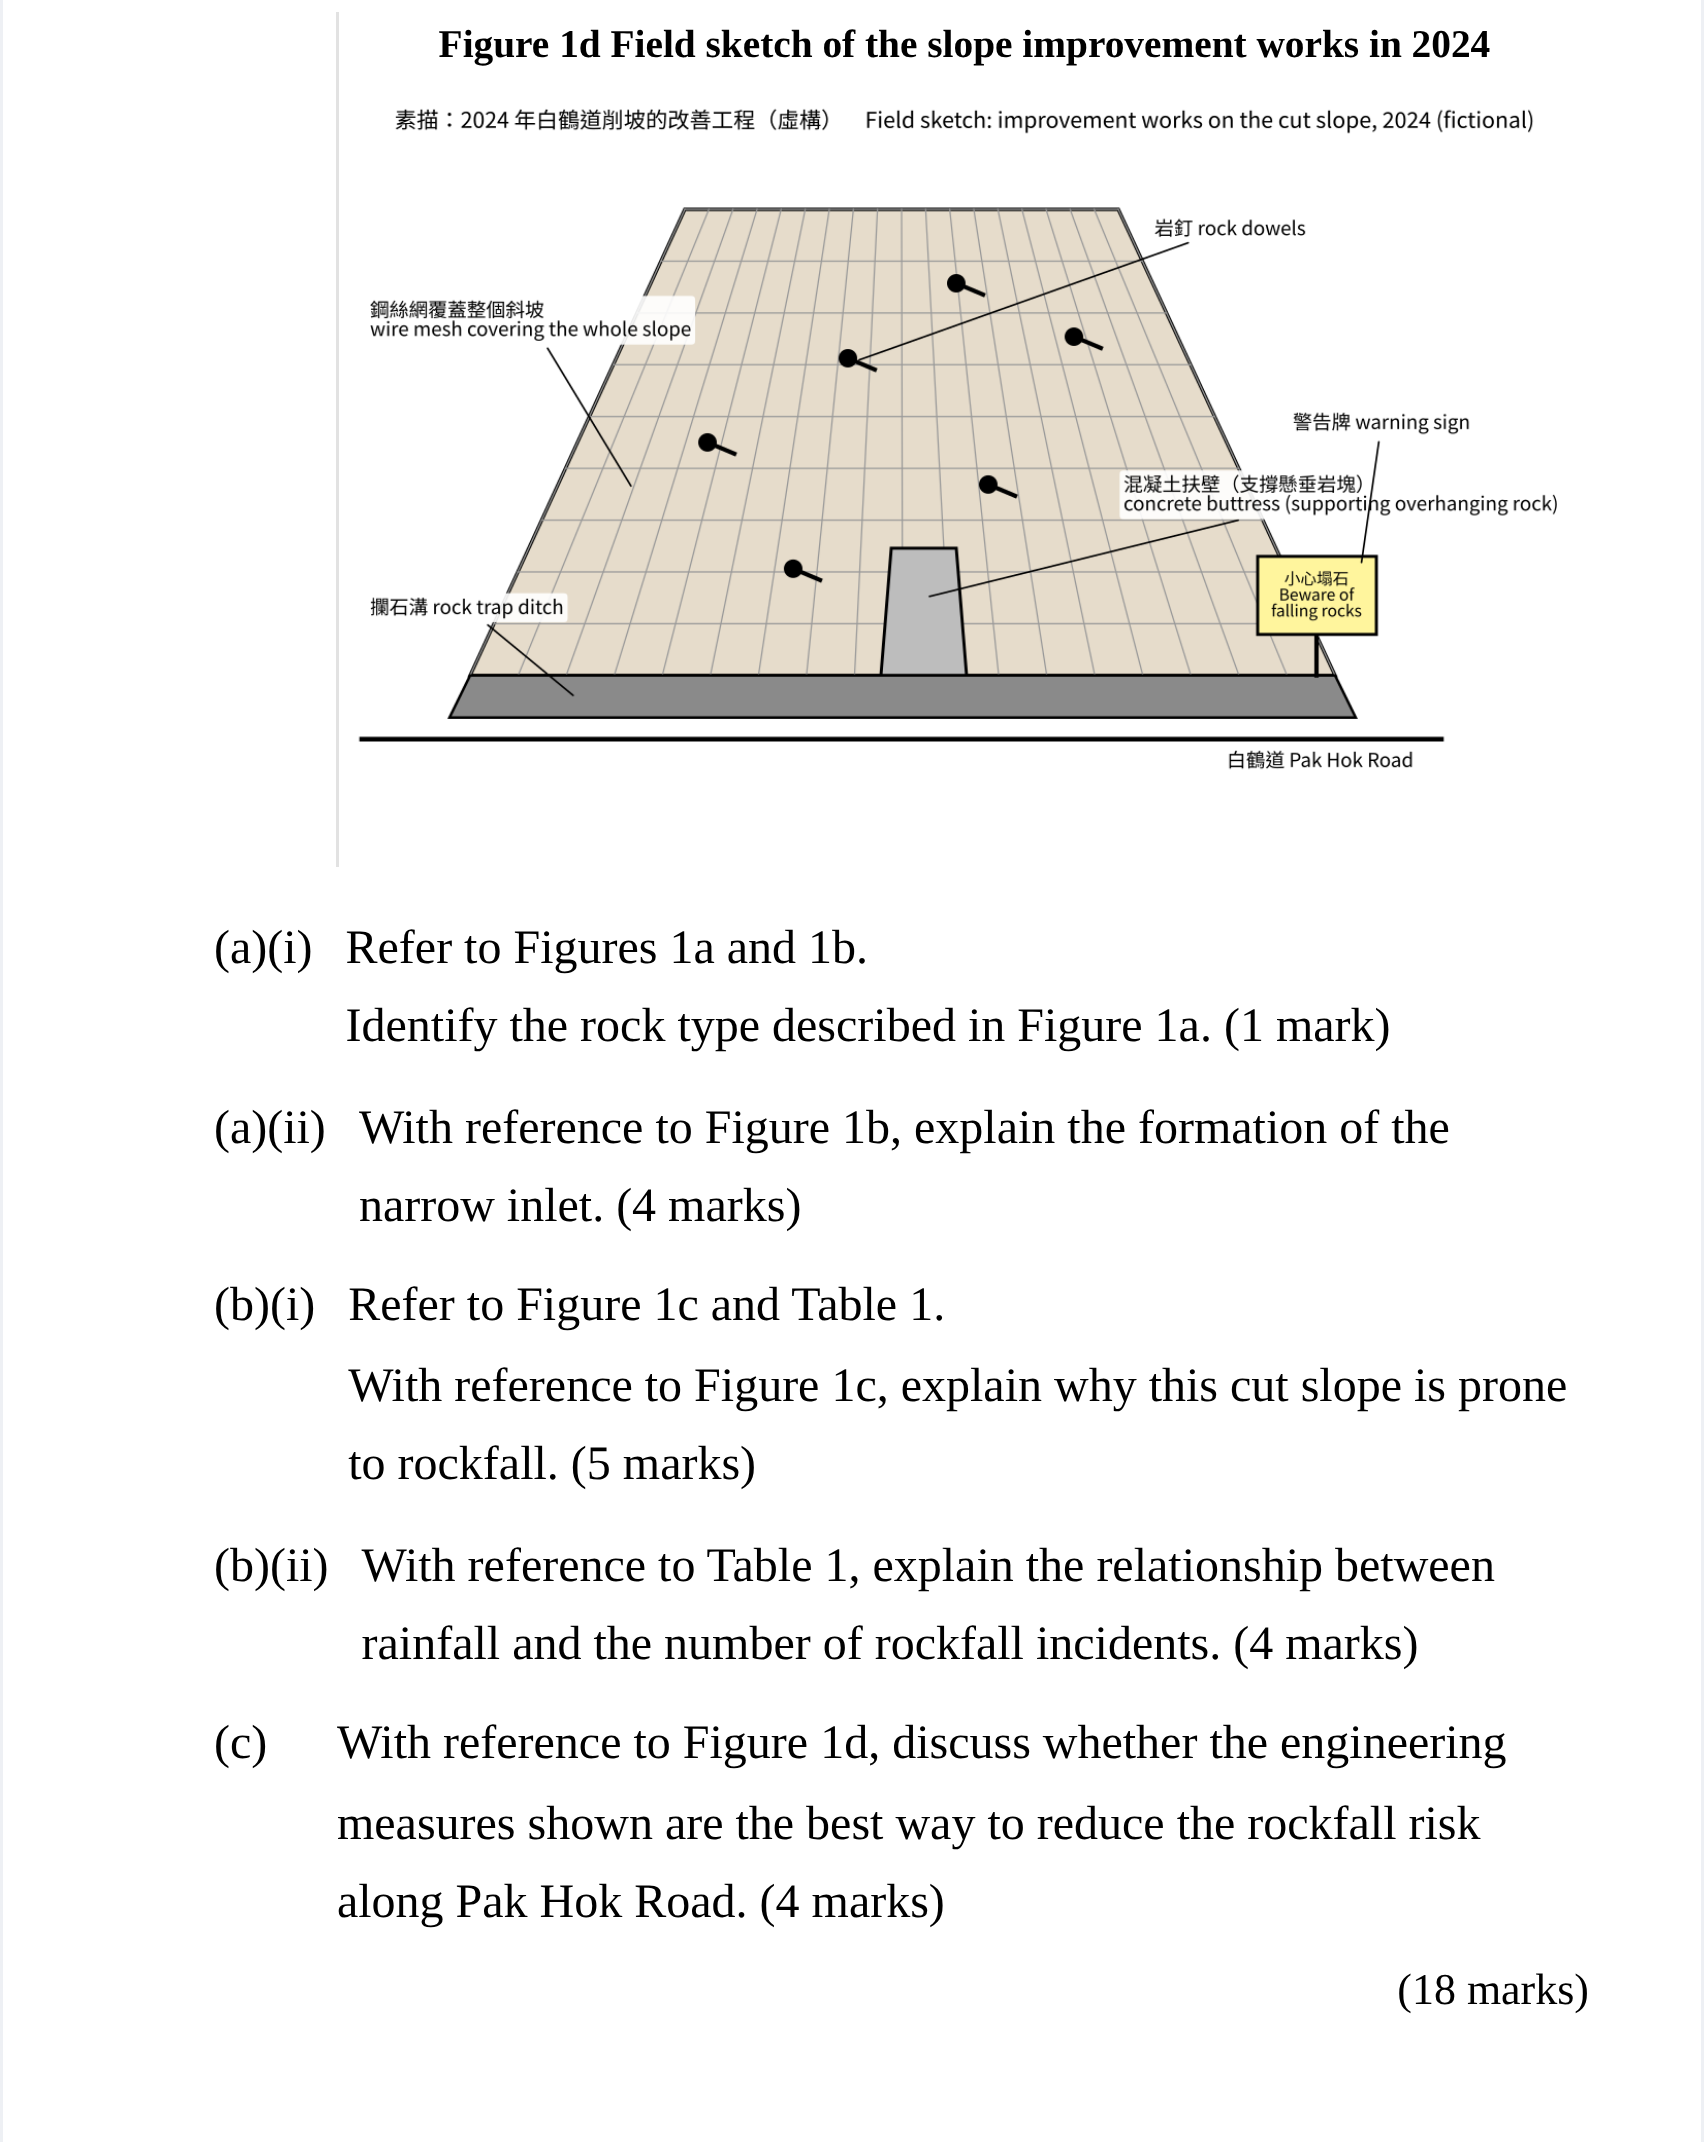 Figure 1d Field sketch of the slope improvement works in 2024
素描：2024 年白鶴道削坡的改善工程（虛構） Field sketch: improvement works on the cut slope, 2024 (fictional)
岩釘 rock dowels
鋼絲網覆蓋整個斜坡
wire mesh covering the whole slope
警告牌 warning sign
混凝土扶壁（支撐懸垂岩塊）
concrete buttress (supporting overhanging rock)
小心塌石
Beware of
falling rocks
攔石溝 rock trap ditch
白鶴道 Pak Hok Road
(a)(i) Refer to Figures 1a and 1b.
Identify the rock type described in Figure 1a. (1 mark)
(a)(ii) With reference to Figure 1b, explain the formation of the
narrow inlet. (4 marks)
(b)(i) Refer to Figure 1c and Table 1.
With reference to Figure 1c, explain why this cut slope is prone
to rockfall. (5 marks)
(b)(ii) With reference to Table 1, explain the relationship between
rainfall and the number of rockfall incidents. (4 marks)
(c) With reference to Figure 1d, discuss whether the engineering
measures shown are the best way to reduce the rockfall risk
along Pak Hok Road. (4 marks)
(18 marks)